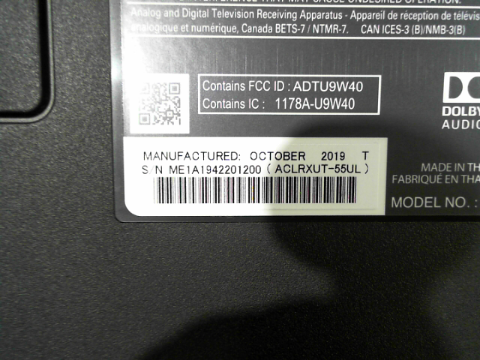 Analog and Digital Television Receiving Apparatus - Appareil de réception de télévis
analogique et numérique, Canada BETS-7 / NTMR-7. CAN ICES-3 (B)/NMB-3(B)
Contains FCC ID : ADTU9W40
Contains IC : 1178A-U9W40
DOLBY
AUDIO
MANUFACTURED: OCTOBER 2019 T
S/N ME1A1942201200 ( ACLRXUT-55UL )
MADE IN TH
FABRIQUÉ EN THA
MODEL NO. :